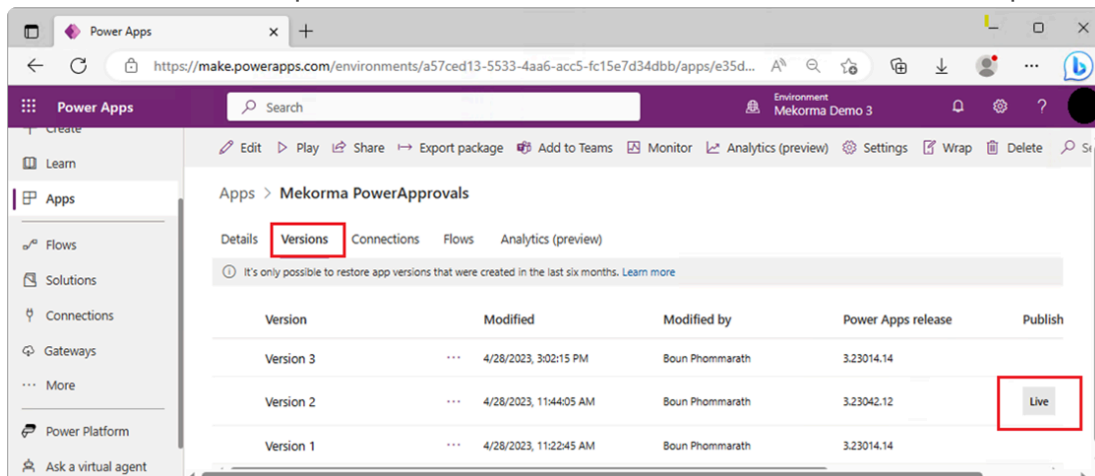 Power Apps
https://make.powerapps.com/environments/a57ced13-5533-4aa6-acc5-fc15e7d34dbb/apps/e35d...
Power Apps
Search
Environment
Mekorma Demo 3
Create
Edit Play Share Export package Add to Teams Monitor Analytics (preview) Settings Wrap Delete
Learn
Apps
Apps > Mekorma PowerApprovals
Details Versions Connections Flows Analytics (preview)
Flows
It's only possible to restore app versions that were created in the last six months. Learn more
Solutions
Connections
Gateways
... More
Power Platform
Ask a virtual agent
Version Modified Modified by Power Apps release Publish
Version 3 ... 4/28/2023, 3:02:15 PM Boun Phommarath 3.23014.14
Version 2 ... 4/28/2023, 11:44:05 AM Boun Phommarath 3.23042.12 Live
Version 1 ... 4/28/2023, 11:22:45 AM Boun Phommarath 3.23014.14